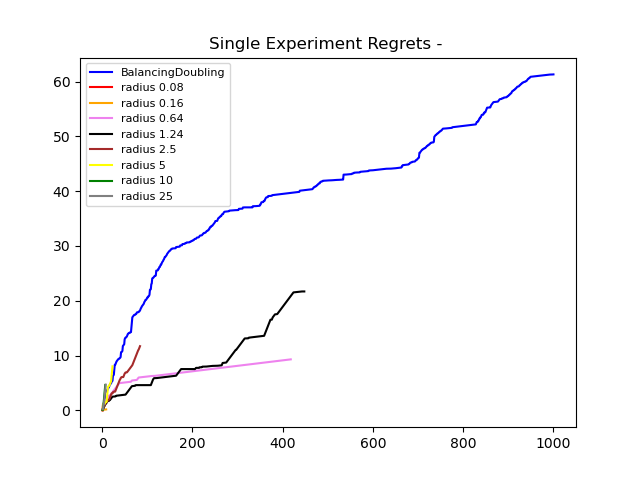 Single Experiment Regrets -
BalancingDoubling
radius 0.08
radius 0.16
radius 0.64
radius 1.24
radius 2.5
radius 5
radius 10
radius 25
60
50
40
30
20
10
0
0 200 400 600 800 1000